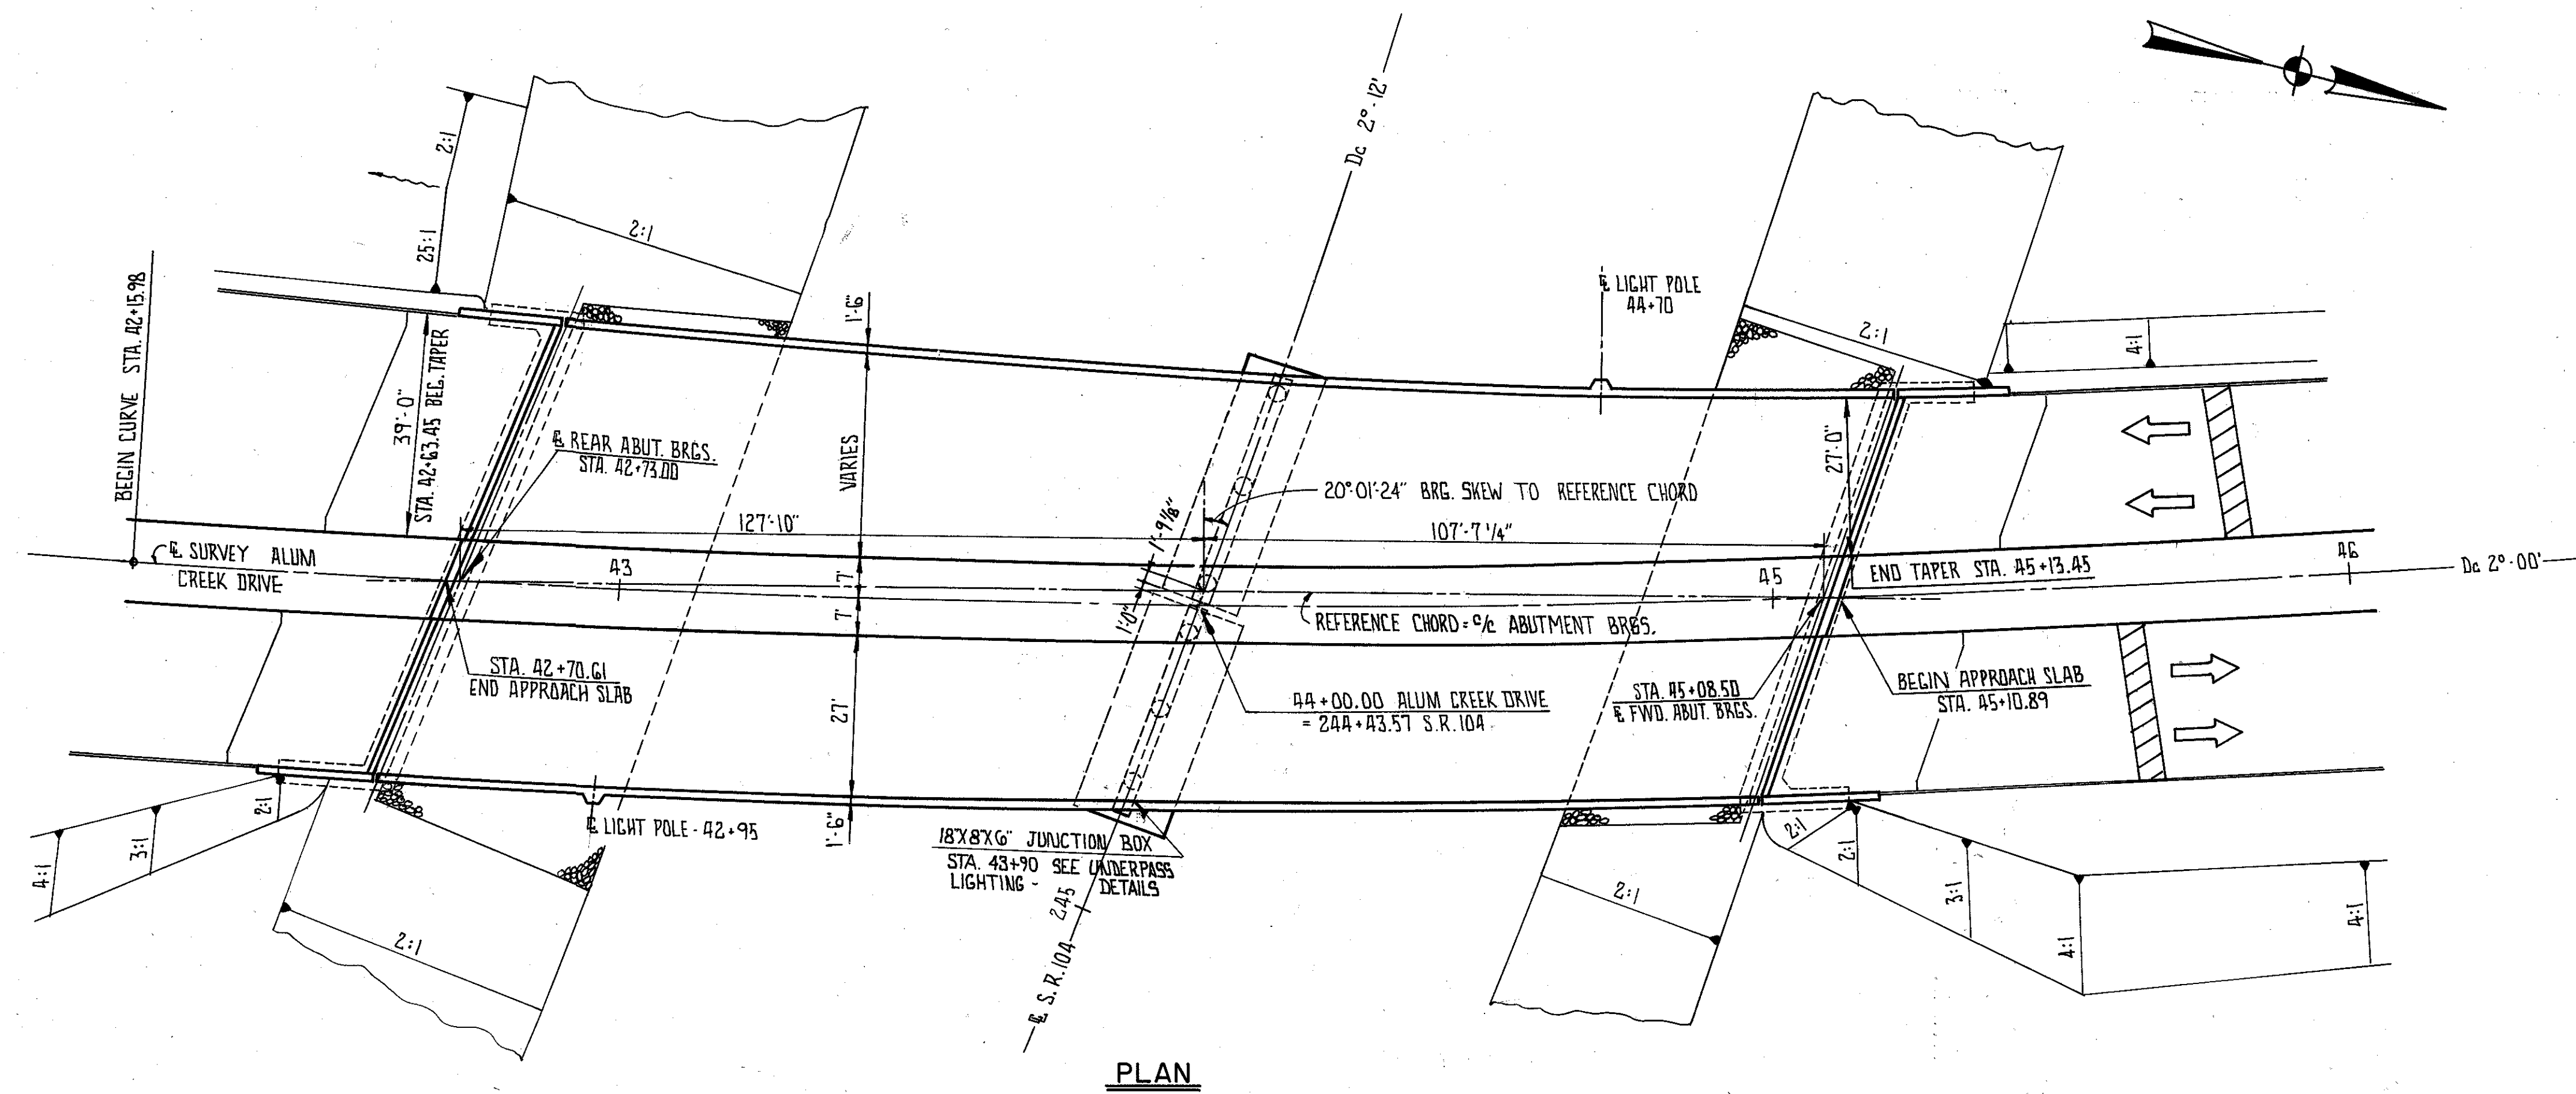 Dc 2°-12'
2:1
25:1
2:1
BEGIN CURVE STA. 42+15.98
39'-0"
STA. 42+63.45 BEG. TAPER
℄ REAR ABUT. BRGS.
STA. 42+73.00
1'-6"
VARIES
℄ LIGHT POLE
44+70
2:1
4:1
27'-0"
20°-01'-24" BRG. SKEW TO REFERENCE CHORD
127'-10"
107'-7 1/4"
1'-9 1/8"
1'-0"
℄ SURVEY ALUM
CREEK DRIVE
43
7'
7'
45
46
END TAPER STA. 45+13.45
Dc 2°-00'
REFERENCE CHORD = c/c ABUTMENT BRGS.
STA. 42+70.61
END APPROACH SLAB
27'
44+00.00 ALUM CREEK DRIVE
= 244+43.57 S.R.104
STA. 45+08.50
℄ FWD. ABUT. BRGS.
BEGIN APPROACH SLAB
STA. 45+10.89
2:1
3:1
4:1
℄ LIGHT POLE - 42+95
1'-6"
18"X8"X6" JUNCTION BOX
STA. 43+90 SEE UNDERPASS
LIGHTING - DETAILS
245
℄ S.R.104
2:1
2:1
2:1
2:1
3:1
4:1
4:1
PLAN